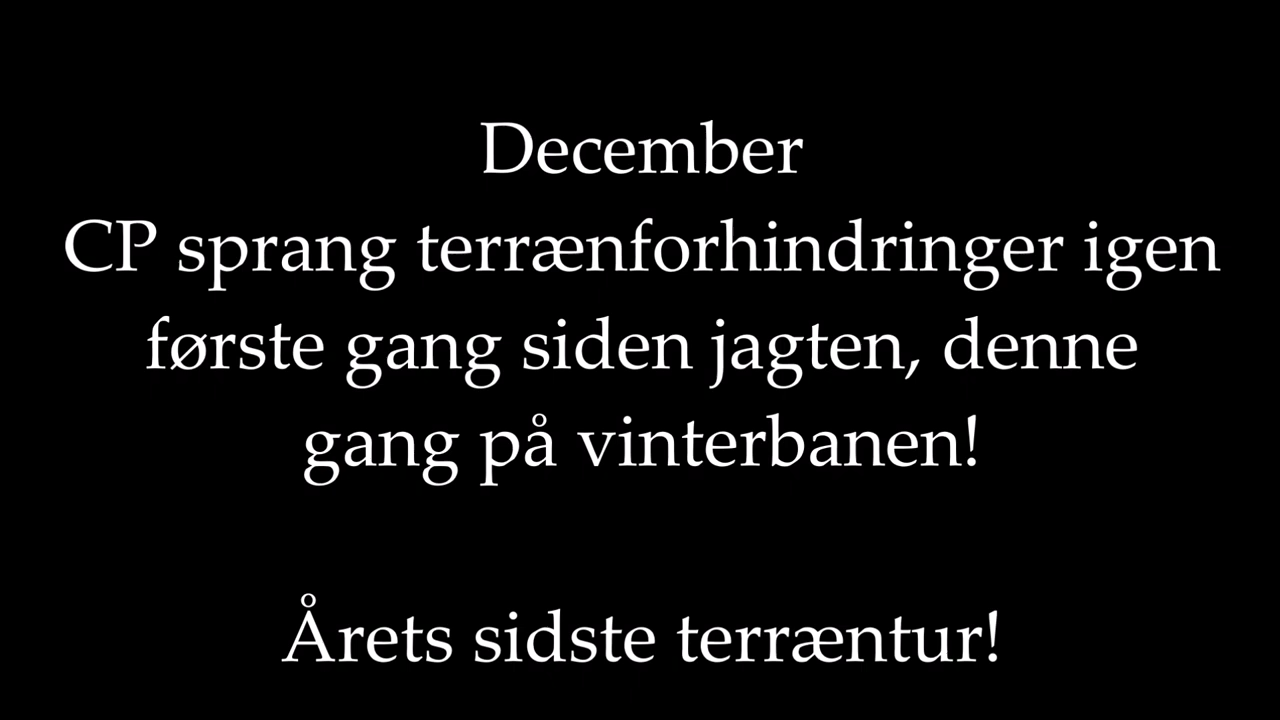 December
CP sprang terrænforhindringer igen
første gang siden jagten, denne
gang på vinterbanen!
Årets sidste terræntur!